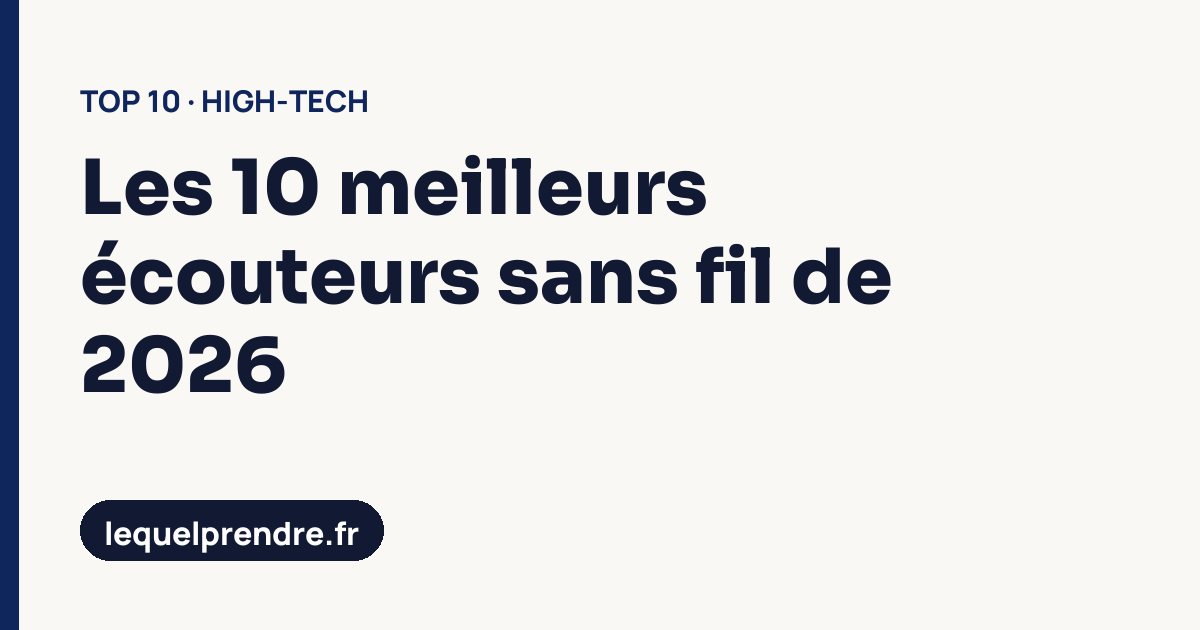 TOP 10 · HIGH-TECH
Les 10 meilleurs
écouteurs sans fil de
2026
lequelprendre.fr